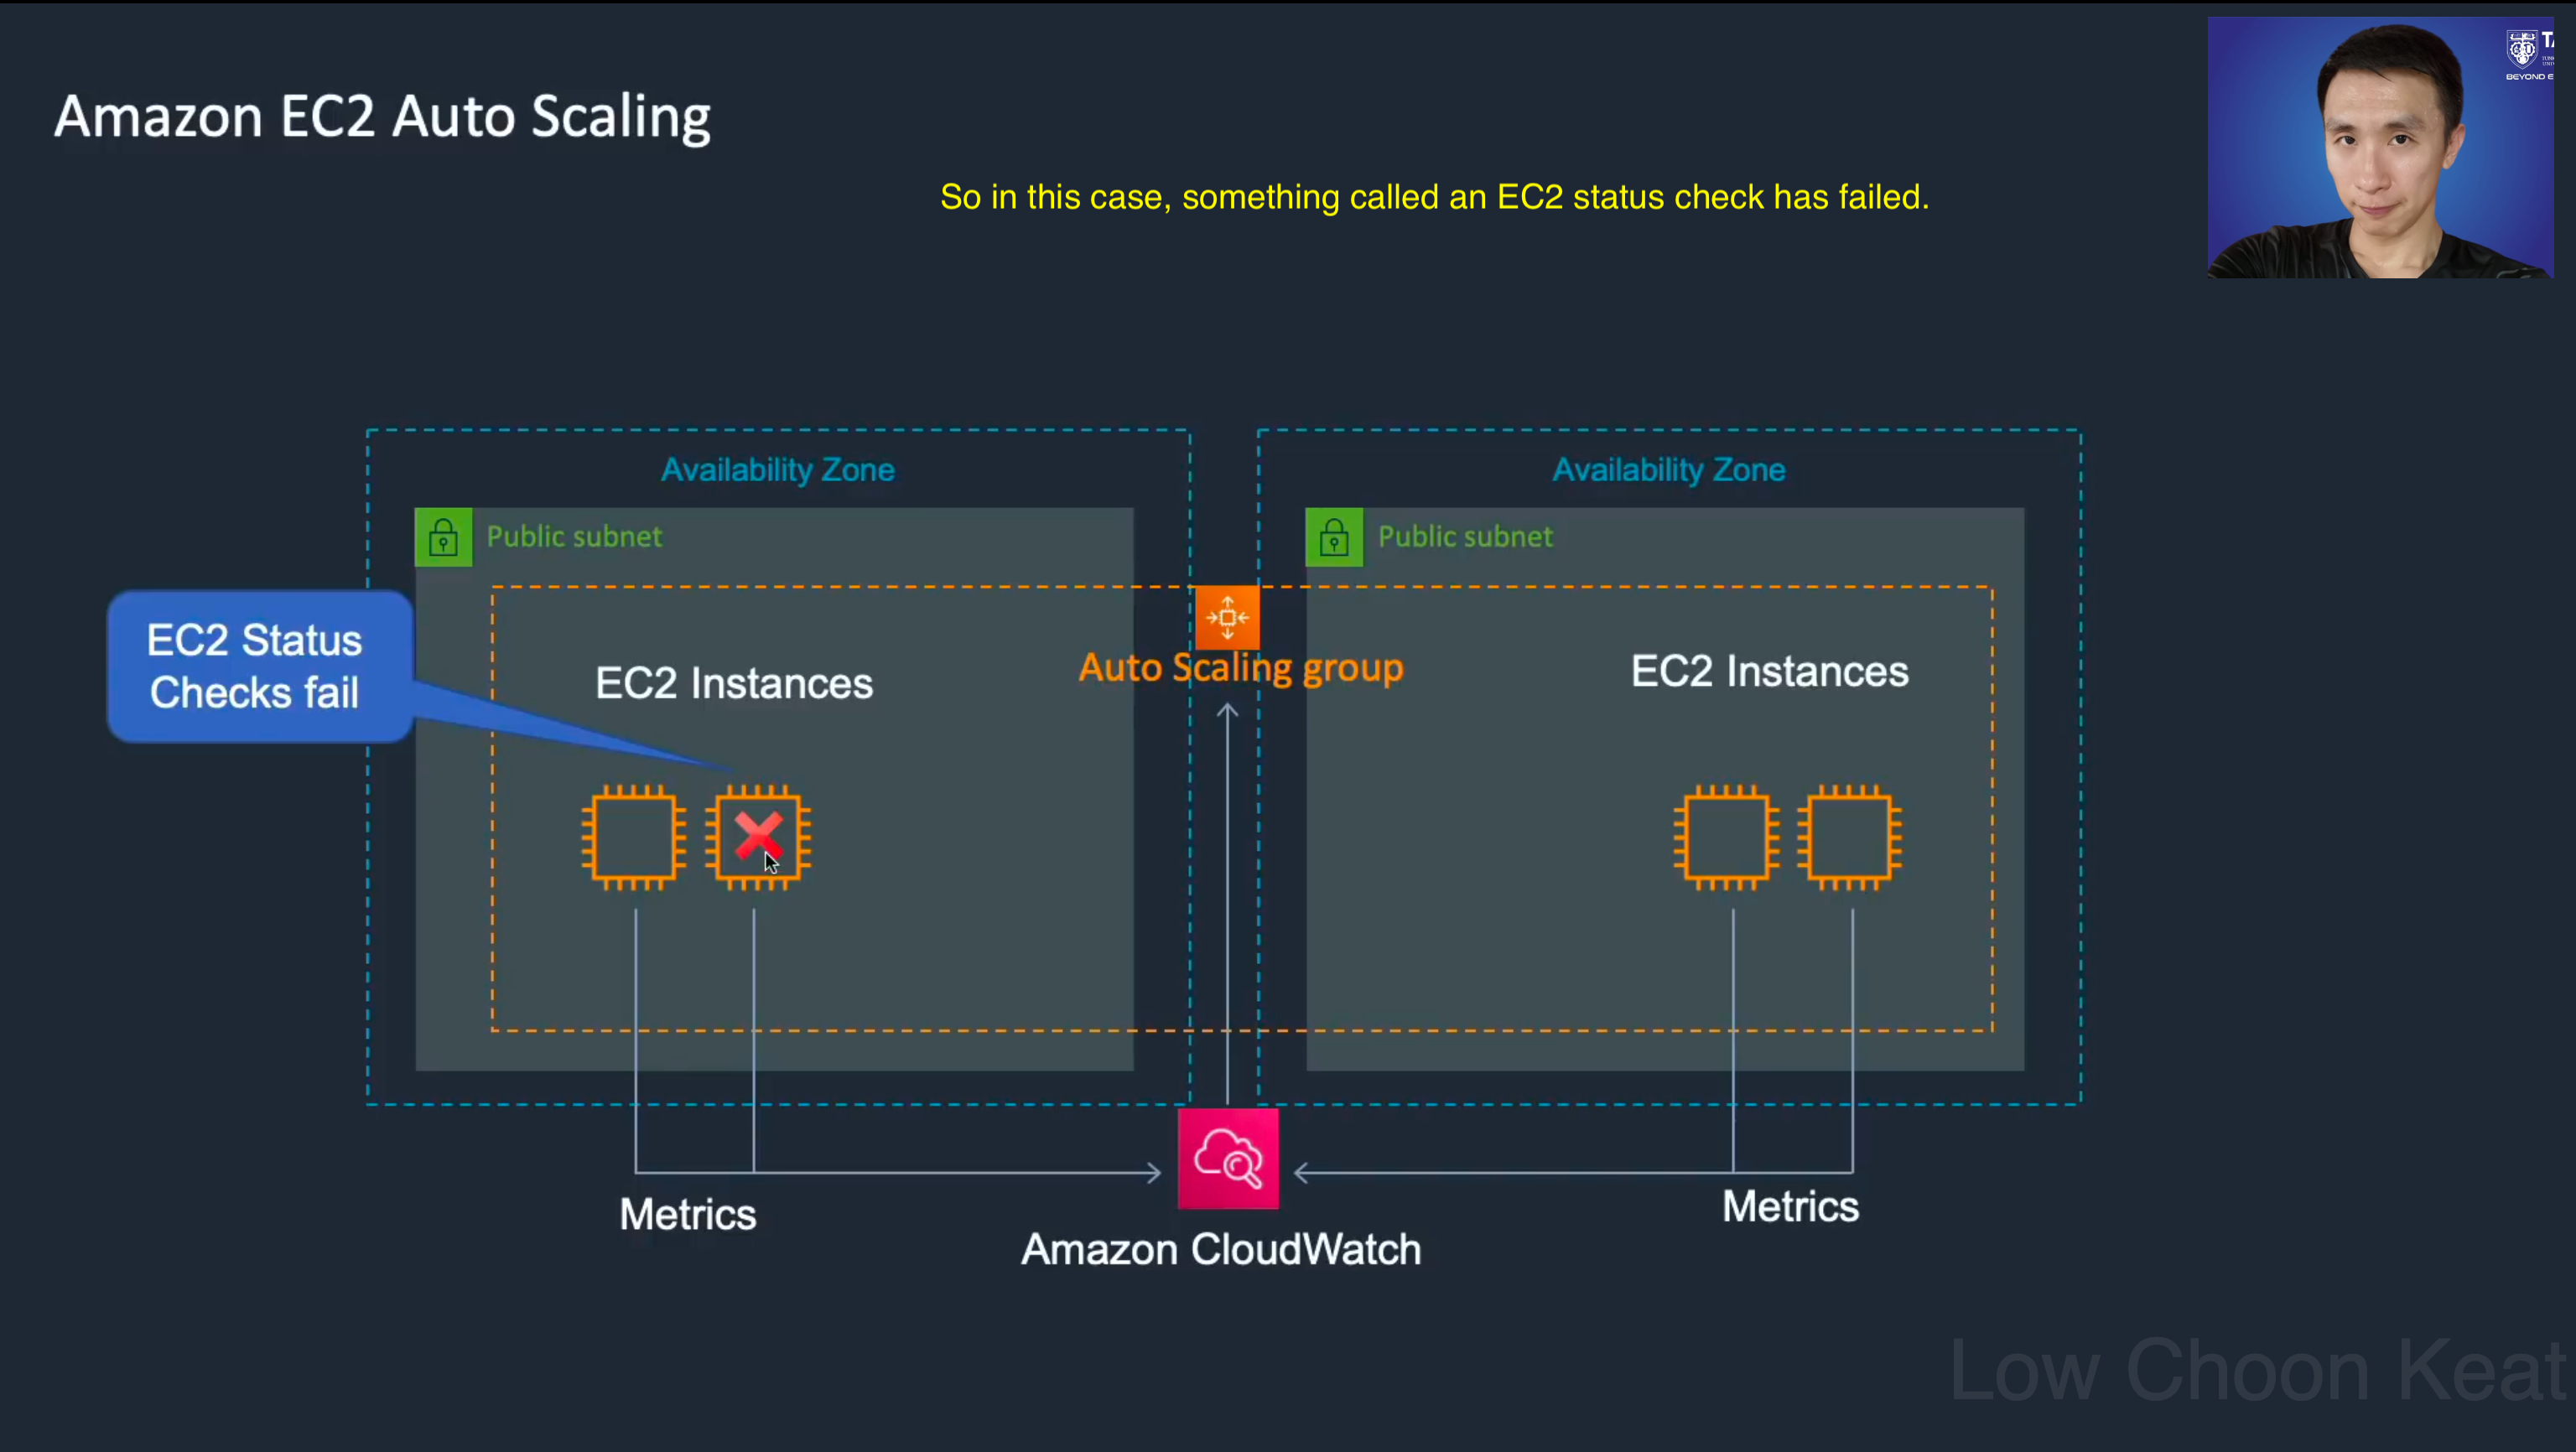 Amazon EC2 Auto Scaling
So in this case, something called an EC2 status check has failed.
BEYOND E
Availability Zone
Availability Zone
Public subnet
Public subnet
EC2 Status
Checks fail
EC2 Instances
Auto Scaling group
EC2 Instances
Metrics
Metrics
Amazon CloudWatch
Low Choon Keat